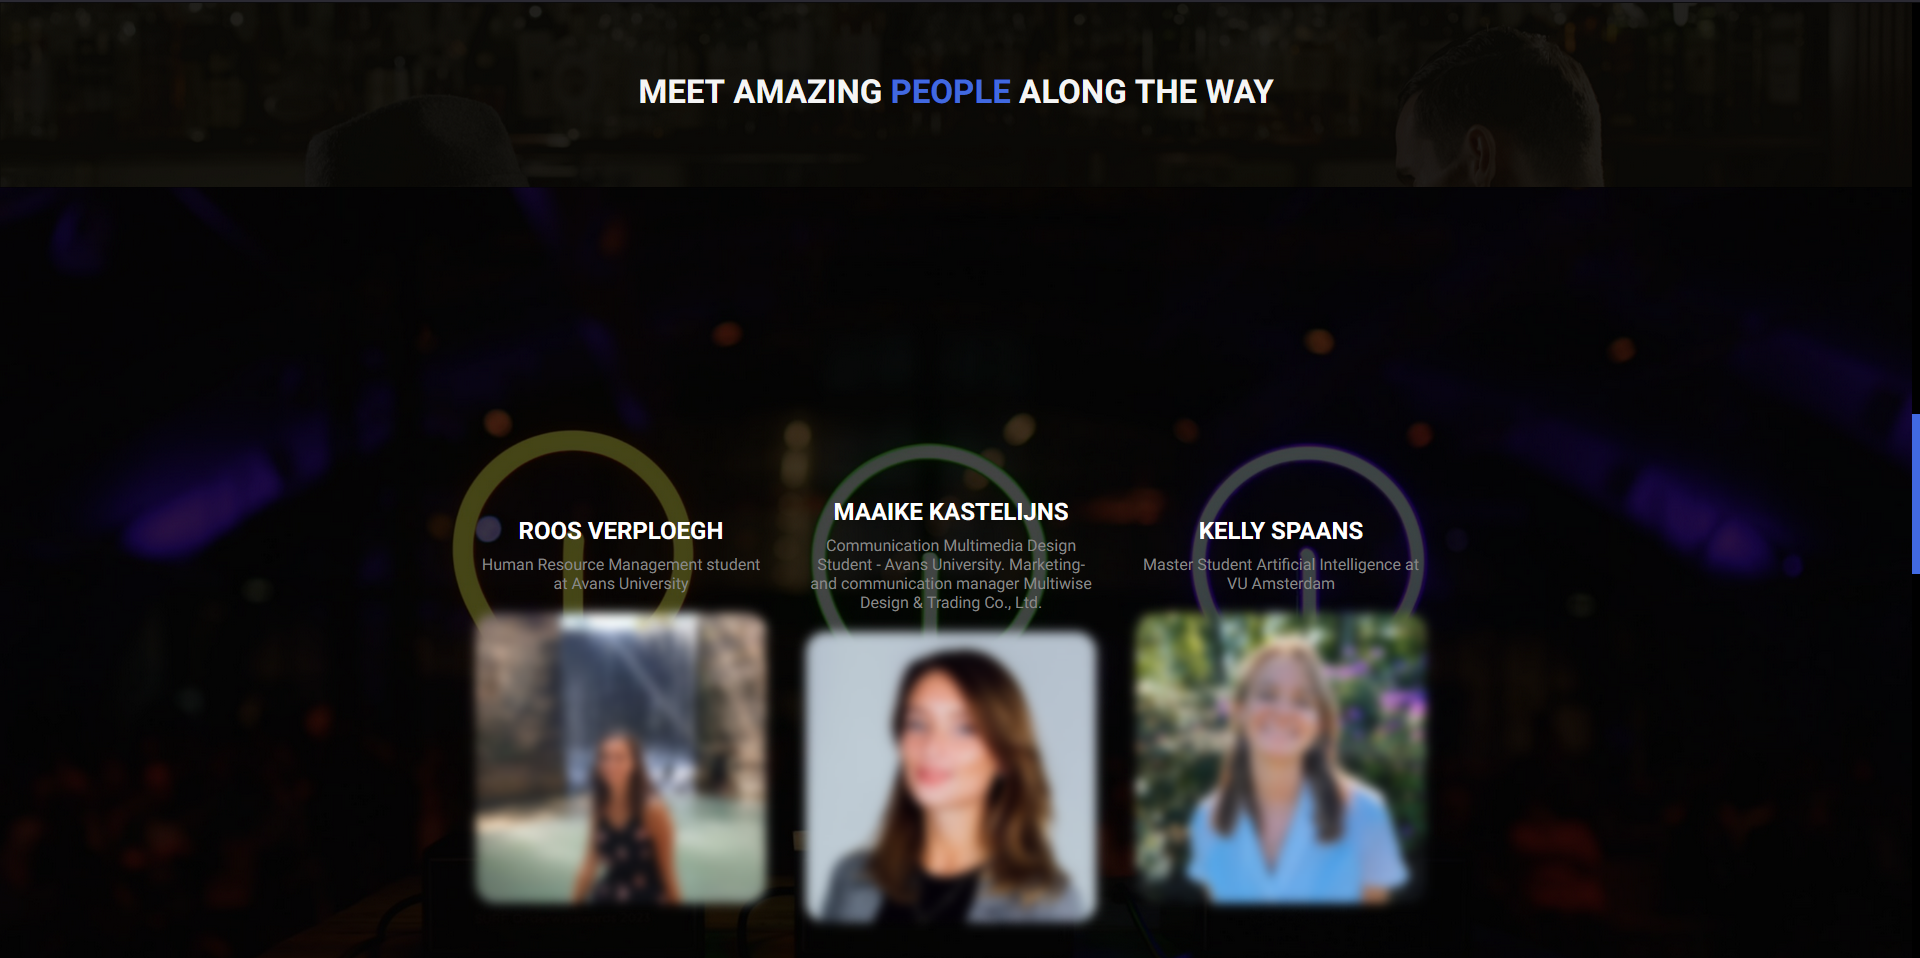 MEET AMAZING PEOPLE ALONG THE WAY
ROOS VERPLOEGH
Human Resource Management student
at Avans University
MAAIKE KASTELIJNS
Communication Multimedia Design
Student - Avans University. Marketing-
and communication manager Multiwise
Design & Trading Co., Ltd.
KELLY SPAANS
Master Student Artificial Intelligence at
VU Amsterdam